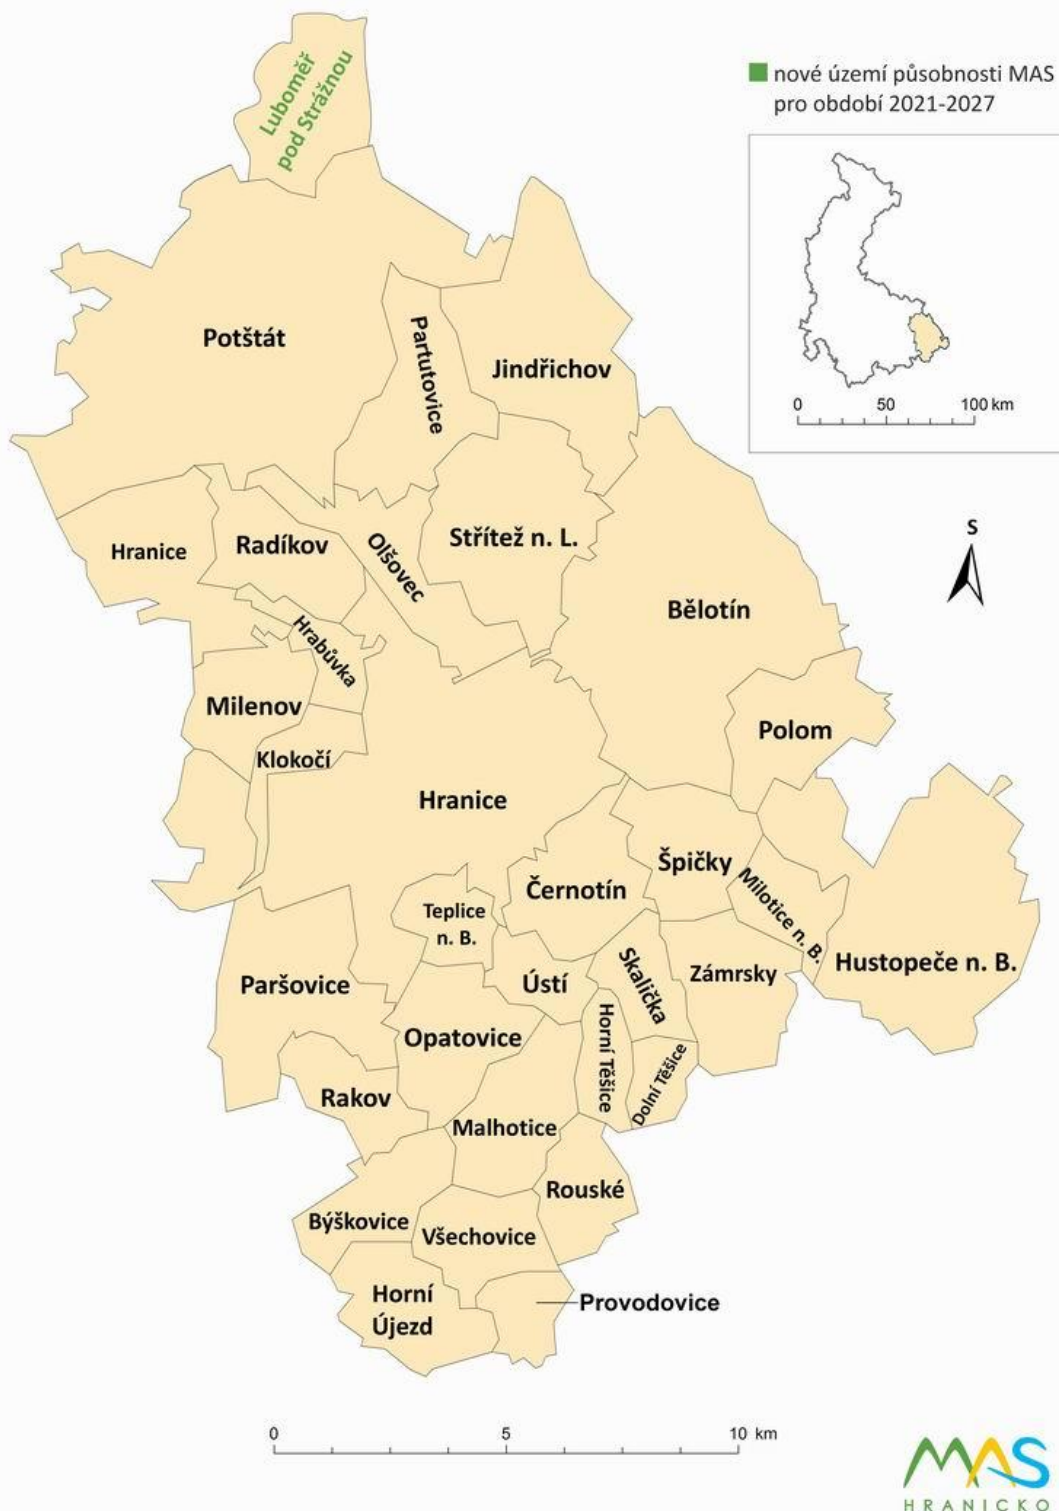 Luboměř
pod Strážnou
nové území působnosti MAS
pro období 2021-2027
0 50 100 km
S
Potštát
Partutovice
Jindřichov
Hranice
Radíkov
Olšovec
Střítež n. L.
Bělotín
Hrabůvka
Milenov
Klokočí
Polom
Hranice
Špičky
Černotín
Milotice n. B.
Teplice
n. B.
Hustopeče n. B.
Paršovice
Ústí
Skalička
Zámrsky
Opatovice
Horní Těšice
Dolní Těšice
Rakov
Malhotice
Rouské
Býškovice
Všechovice
Horní
Újezd
Provodovice
0 5 10 km
MAS
HRANICKO